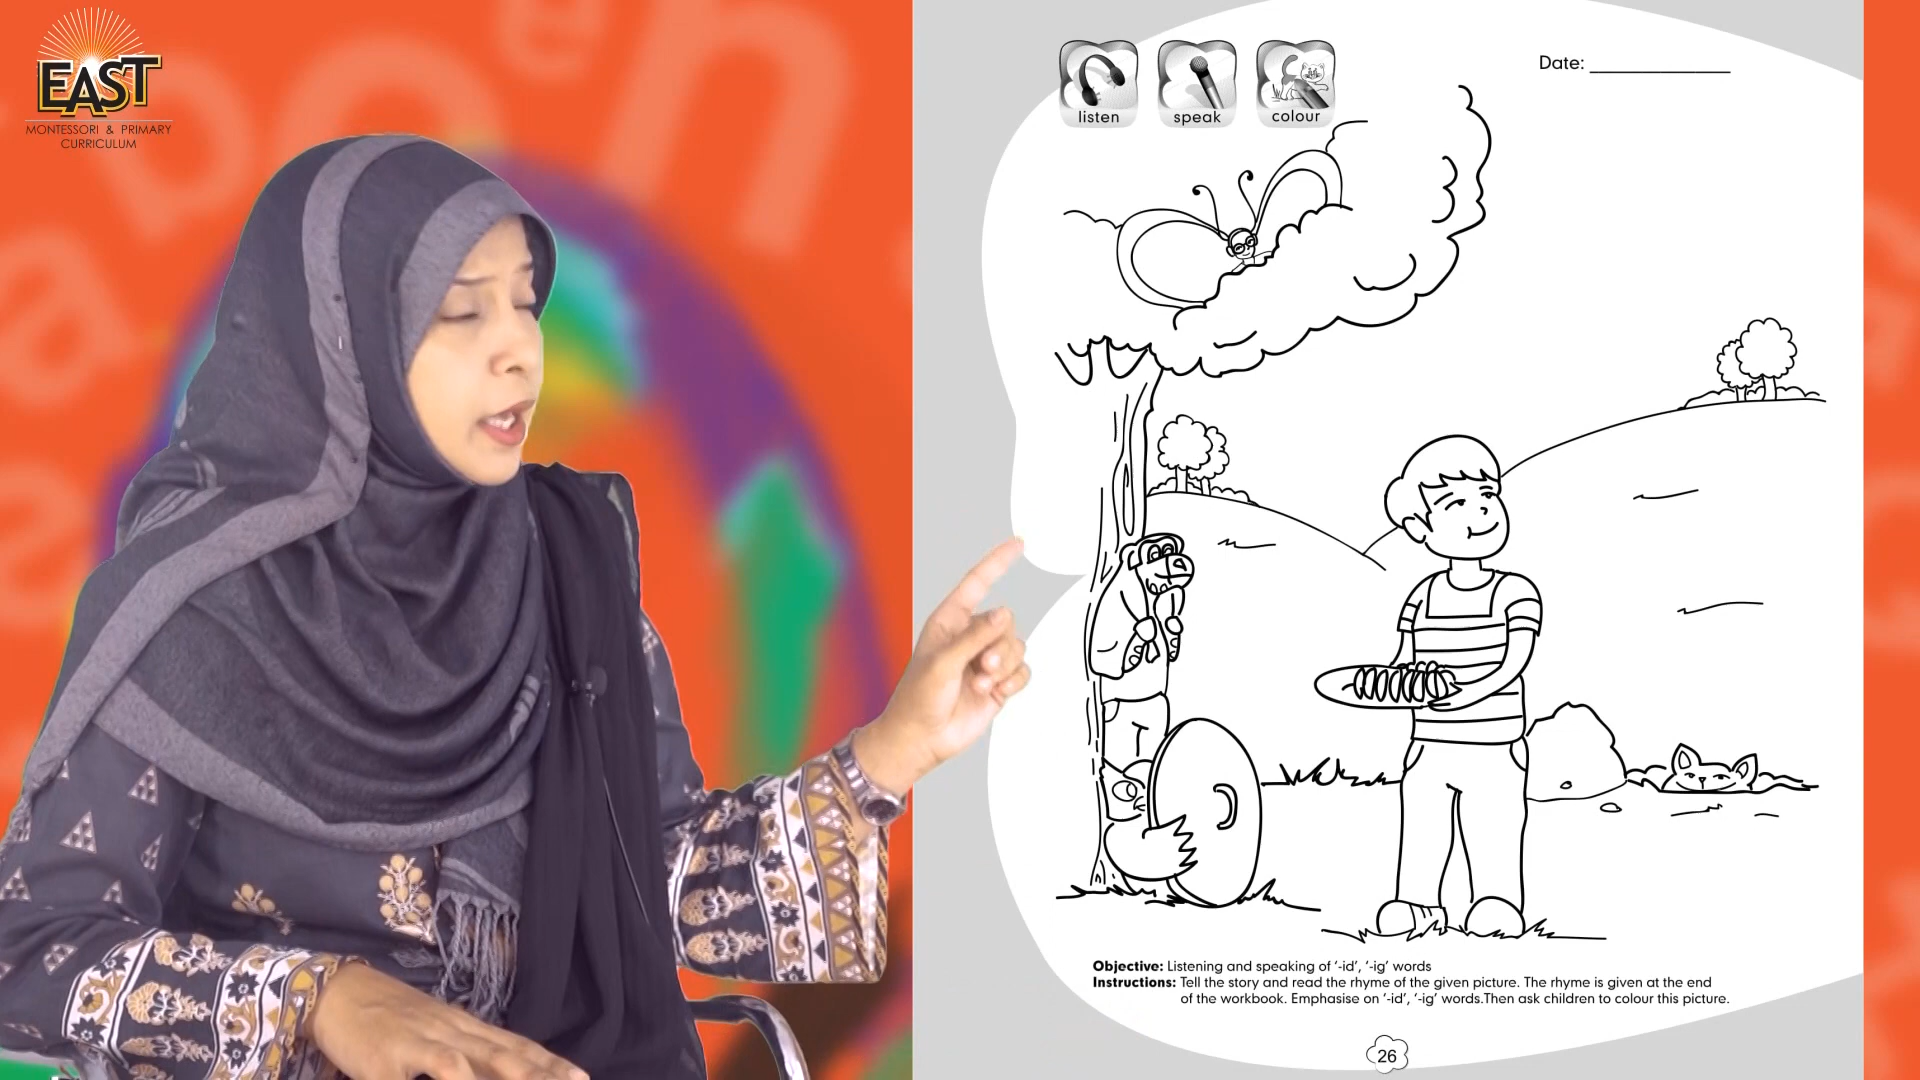 EAST
MONTESSORI & PRIMARY
CURRICULUM
listen
speak
colour
Date:
Objective: Listening and speaking of ‘-id’, ‘-ig’ words
Instructions: Tell the story and read the rhyme of the given picture. The rhyme is given at the end
of the workbook. Emphasise on ‘-id’, ‘-ig’ words.Then ask children to colour this picture.
26